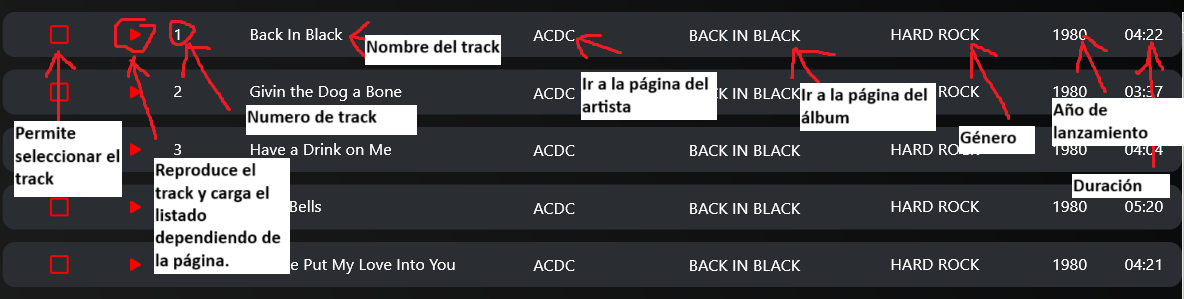 1 Back In Black ACDC BACK IN BLACK HARD ROCK 1980 04:22
Nombre del track
Ir a la página del
artista
Ir a la página del
álbum
2 Givin the Dog a Bone ACDC BACK IN BLACK HARD ROCK 1980 03:37
Numero de track
Género
Año de
lanzamiento
Permite
seleccionar el
track
3 Have a Drink on Me ACDC BACK IN BLACK HARD ROCK 1980 04:04
Reproduce el
track y carga el
listado
dependiendo de
la página.
Duración
Bells ACDC BACK IN BLACK HARD ROCK 1980 05:20
Put My Love Into You ACDC BACK IN BLACK HARD ROCK 1980 04:21